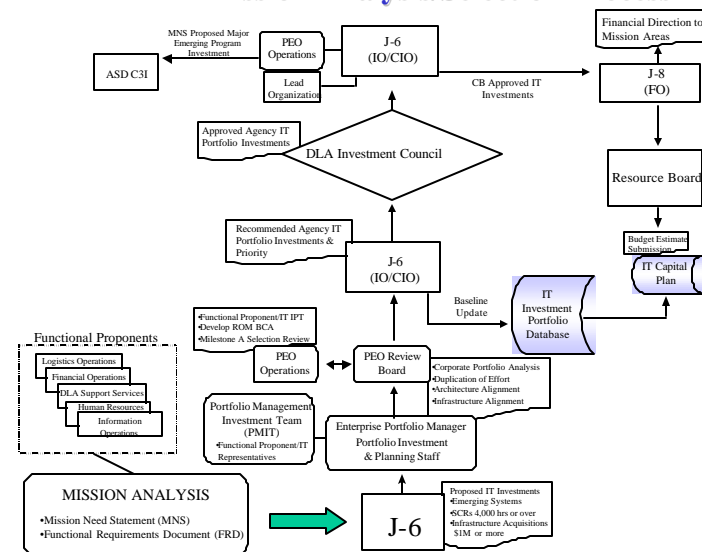 MNS Proposed Major
Emerging Program
Investment
ASD C3I
PEO
Operations
Lead
Organization
J-6
(IO/CIO)
CB Approved IT
Investments
Financial Direction to
Mission Areas
J-8
(FO)
Approved Agency IT
Portfolio Investments
DLA Investment Council
Resource Board
Recommended Agency IT
Portfolio Investments &
Priority
J-6
(IO/CIO)
Budget Estimate
Submission
IT Capital
Plan
Baseline
Update
IT
Investment
Portfolio
Database
•Functional Proponent/IT IPT
•Develop ROM BCA
•Milestone A Selection Review
PEO
Operations
PEO Review
Board
•Corporate Portfolio Analysis
•Duplication of Effort
•Architecture Alignment
•Infrastructure Alignment
Functional Proponents
Logistics Operations
Financial Operations
DLA Support Services
Human Resources
Information
Operations
Portfolio Management
Investment Team
(PMIT)
•Functional Proponent/IT
Representatives
Enterprise Portfolio Manager
Portfolio Investment
& Planning Staff
MISSION ANALYSIS
•Mission Need Statement (MNS)
•Functional Requirements Document (FRD)
J-6
Proposed IT Investments
•Emerging Systems
•SCRs 4,000 hrs or over
•Infrastructure Acquisitions
$1M or more